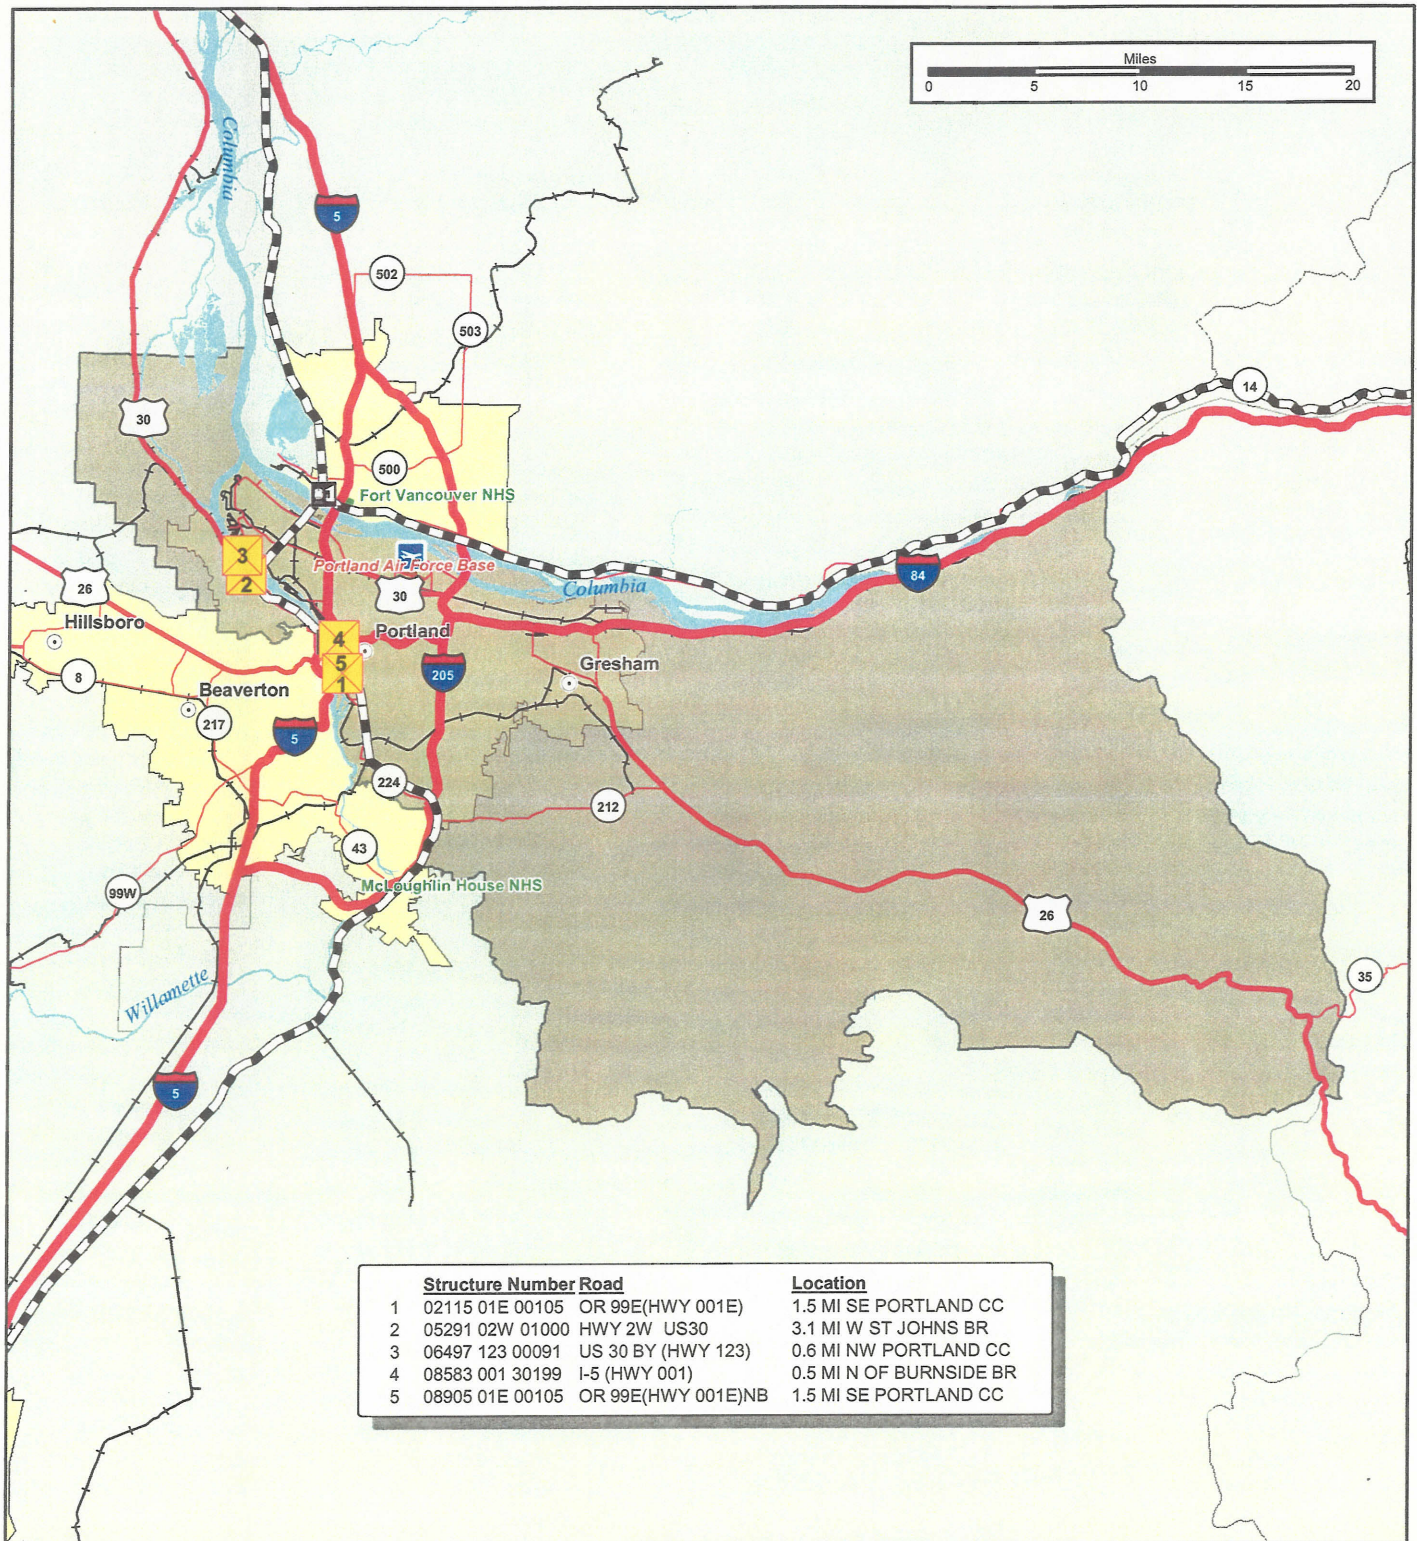 Miles
0 5 10 15 20
Columbia
5
502
503
14
30
500
Fort Vancouver NHS
3
2
26
Portland Air Force Base
30
Columbia
84
Hillsboro
4
Portland
5
1
8
Beaverton
205
Gresham
217
5
224
212
43
99W
McLoughlin House NHS
26
35
Willamette
5
Structure Number Road Location
1 02115 01E 00105 OR 99E(HWY 001E) 1.5 MI SE PORTLAND CC
2 05291 02W 01000 HWY 2W US30 3.1 MI W ST JOHNS BR
3 06497 123 00091 US 30 BY (HWY 123) 0.6 MI NW PORTLAND CC
4 08583 001 30199 I-5 (HWY 001) 0.5 MI N OF BURNSIDE BR
5 08905 01E 00105 OR 99E(HWY 001E)NB 1.5 MI SE PORTLAND CC